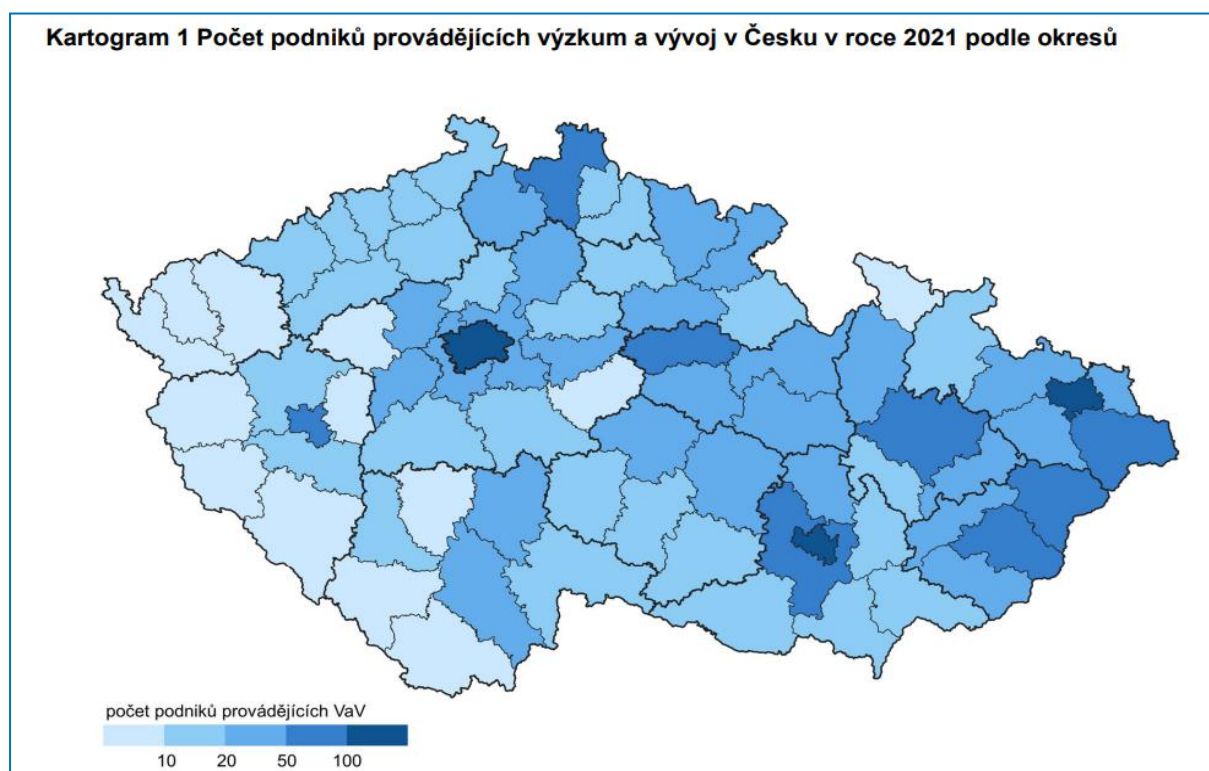 Kartogram 1 Počet podniků provádějících výzkum a vývoj v Česku v roce 2021 podle okresů
počet podniků provádějících VaV
10 20 50 100